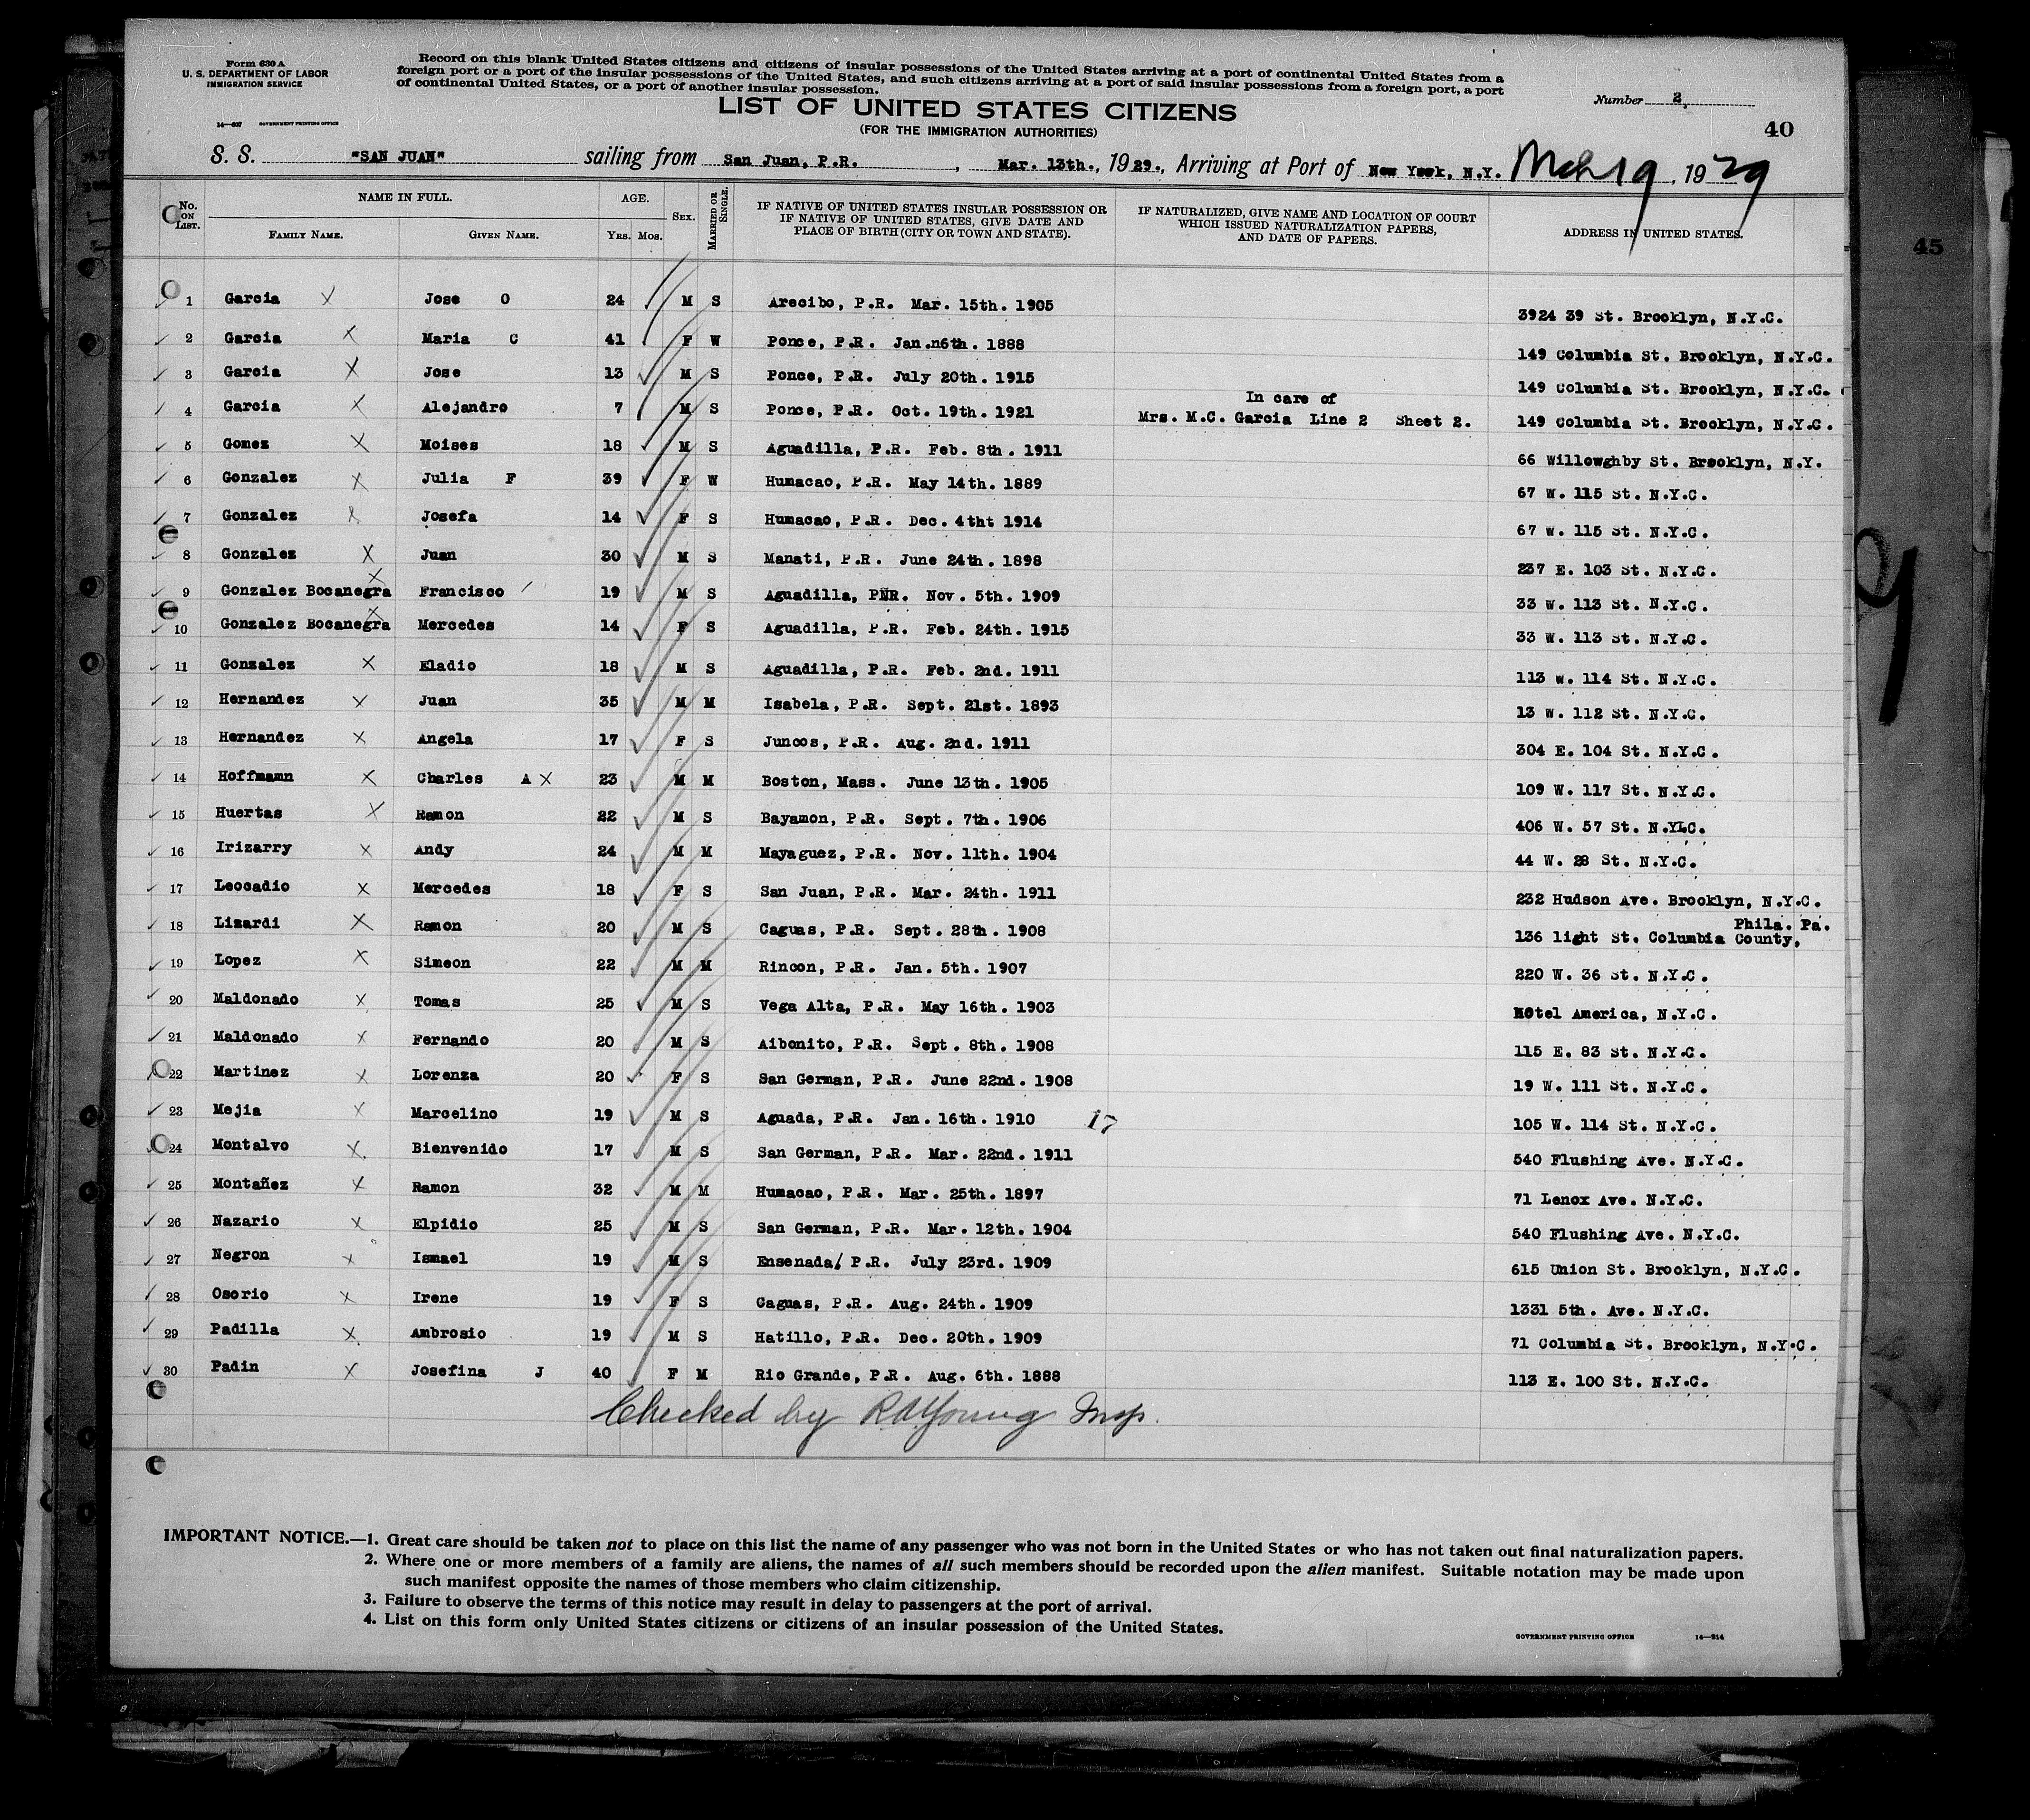 Form 630 A
U. S. DEPARTMENT OF LABOR
IMMIGRATION SERVICE
14—607 GOVERNMENT PRINTING OFFICE
Record on this blank United States citizens and citizens of insular possessions of the United States arriving at a port of continental United States from a
foreign port or a port of the insular possessions of the United States, and such citizens arriving at a port of said insular possessions from a foreign port, a port
of continental United States, or a port of another insular possession.
LIST OF UNITED STATES CITIZENS
(FOR THE IMMIGRATION AUTHORITIES)
Number 2.
40
S. S. "SAN JUAN" sailing from San Juan, P.R. , Mar. 13th., 1929., Arriving at Port of New York, N.Y. Mch 19, 1929
No. ON LIST. NAME IN FULL. AGE. SEX. MARRIED OR SINGLE. IF NATIVE OF UNITED STATES INSULAR POSSESSION OR IF NATIVE OF UNITED STATES, GIVE DATE AND PLACE OF BIRTH (CITY OR TOWN AND STATE). IF NATURALIZED, GIVE NAME AND LOCATION OF COURT WHICH ISSUED NATURALIZATION PAPERS, AND DATE OF PAPERS. ADDRESS IN UNITED STATES.
FAMILY NAME. GIVEN NAME. YRS. MOS.
45
1 Garcia X Jose O 24 M S Arecibo, P.R. Mar. 15th. 1905 3924 39 St. Brooklyn, N.Y.C.
2 Garcia X Maria C 41 F W Ponce, P.R. Jan.n6th. 1888 149 Columbia St. Brooklyn, N.Y.C.
3 Garcia X Jose 13 M S Ponce, P.R. July 20th. 1915 149 Columbia St. Brooklyn, N.Y.C.
4 Garcia X Alejandro 7 M S Ponce, P.R. Oct. 19th. 1921 In care of Mrs. M.C. Garcia Line 2 Sheet 2. 149 Columbia St. Brooklyn, N.Y.C.
5 Gomez X Moises 18 M S Aguadilla, P.R. Feb. 8th. 1911 66 Willowghby St. Brooklyn, N.Y.
6 Gonzalez X Julia F 39 F W Humacao, P.R. May 14th. 1889 67 W. 115 St. N.Y.C.
7 Gonzalez X Josefa 14 F S Humacao, P.R. Dec. 4tht 1914 67 W. 115 St. N.Y.C.
8 Gonzalez X Juan 30 M S Manati, P.R. June 24th. 1898 237 E. 103 St. N.Y.C.
9 Gonzalez Bocanegra X Francisco 19 M S Aguadilla, PNR. Nov. 5th. 1909 33 W. 113 St. N.Y.C.
10 Gonzalez Bocanegra X Mercedes 14 F S Aguadilla, P.R. Feb. 24th. 1915 33 W. 113 St. N.Y.C.
11 Gonzalez X Eladio 18 M S Aguadilla, P.R. Feb. 2nd. 1911 113 w. 114 St. N.Y.C.
12 Hernandez X Juan 35 M M Isabela, P.R. Sept. 21st. 1893 13 W. 112 St. N.Y.C.
13 Hernandez X Angela 17 F S Juncos, P.R. Aug. 2nd. 1911 304 E. 104 St. N.Y.C.
14 Hoffmamn X Charles A X 23 M M Boston, Mass. June 13th. 1905 109 W. 117 St. N.Y.C.
15 Huertas X Ramon 22 M S Bayamon, P.R. Sept. 7th. 1906 406 W. 57 St. N.YLC.
16 Irizarry X Andy 24 M M Mayaguez, P.R. Nov. 11th. 1904 44 W. 28 St. N.Y.C.
17 Leocadio X Mercedes 18 F S San Juan, P.R. Mar. 24th. 1911 232 Hudson Ave. Brooklyn, N.Y.C.
18 Lizardi X Ramon 20 M S Caguas, P.R. Sept. 28th. 1908 136 light St. Columbia County, Phila. Pa.
19 Lopez X Simeon 22 M M Rincon, P.R. Jan. 5th. 1907 220 W. 36 St. N.Y.C.
20 Maldonado X Tomas 25 M S Vega Alta, P.R. May 16th. 1903 Hotel America, N.Y.C.
21 Maldonado X Fernando 20 M S Aibonito, P.R. Sept. 8th. 1908 115 E. 83 St. N.Y.C.
22 Martinez X Lorenza 20 F S San German, P.R. June 22nd. 1908 19 W. 111 St. N.Y.C.
23 Mejia X Marcelino 19 M S Aguada, P.R. Jan. 16th. 1910 17 105 W. 114 St. N.Y.C.
24 Montalvo X Bienvenido 17 M S San German, P.R. Mar. 22nd. 1911 540 Flushing Ave. N.Y.C.
25 Montañez X Ramon 32 M M Humacao, P.R. Mar. 25th. 1897 71 Lenox Ave. N.Y.C.
26 Nazario X Elpidio 25 M S San German, P.R. Mar. 12th. 1904 540 Flushing Ave. N.Y.C.
27 Negron X Ismael 19 M S Ensenada, P.R. July 23rd. 1909 615 Union St. Brooklyn, N.Y.C.
28 Osorio X Irene 19 F S Caguas, P.R. Aug. 24th. 1909 1331 5th. Ave. N.Y.C.
29 Padilla X Ambrosio 19 M S Hatillo, P.R. Dec. 20th. 1909 71 Columbia St. Brooklyn, N.Y.C.
30 Padin X Josefina J 40 F M Rio Grande, P.R. Aug. 6th. 1888 113 E. 100 St. N.Y.C.
Checked by RA Young Insp.
9
IMPORTANT NOTICE.—1. Great care should be taken not to place on this list the name of any passenger who was not born in the United States or who has not taken out final naturalization papers.
2. Where one or more members of a family are aliens, the names of all such members should be recorded upon the alien manifest. Suitable notation may be made upon
such manifest opposite the names of those members who claim citizenship.
3. Failure to observe the terms of this notice may result in delay to passengers at the port of arrival.
4. List on this form only United States citizens or citizens of an insular possession of the United States.
GOVERNMENT PRINTING OFFICE 14—214